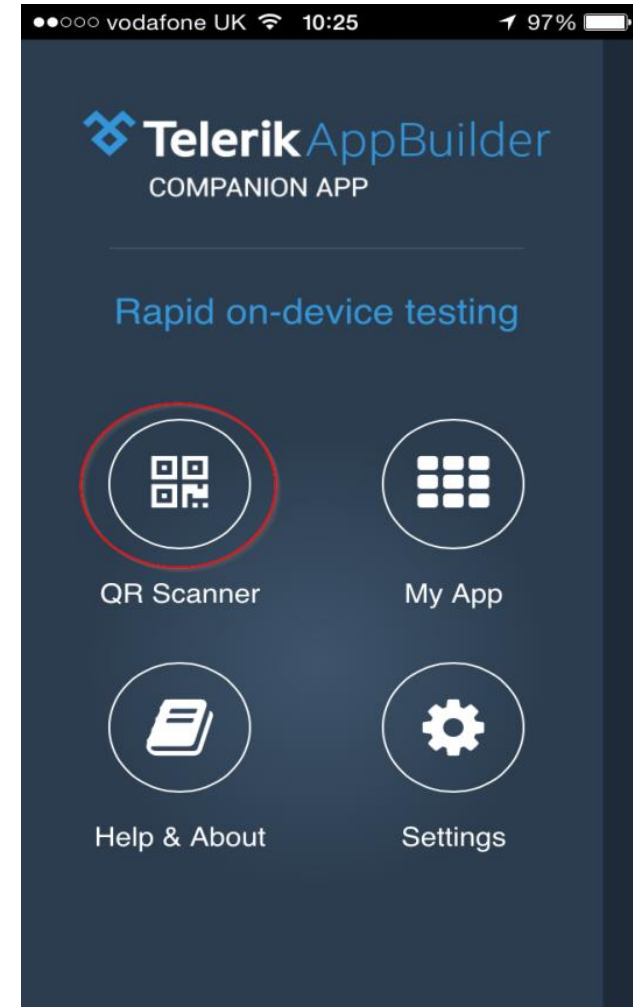 vodafone UK 10:25 97%
Telerik AppBuilder
COMPANION APP
Rapid on-device testing
QR Scanner My App
Help & About Settings